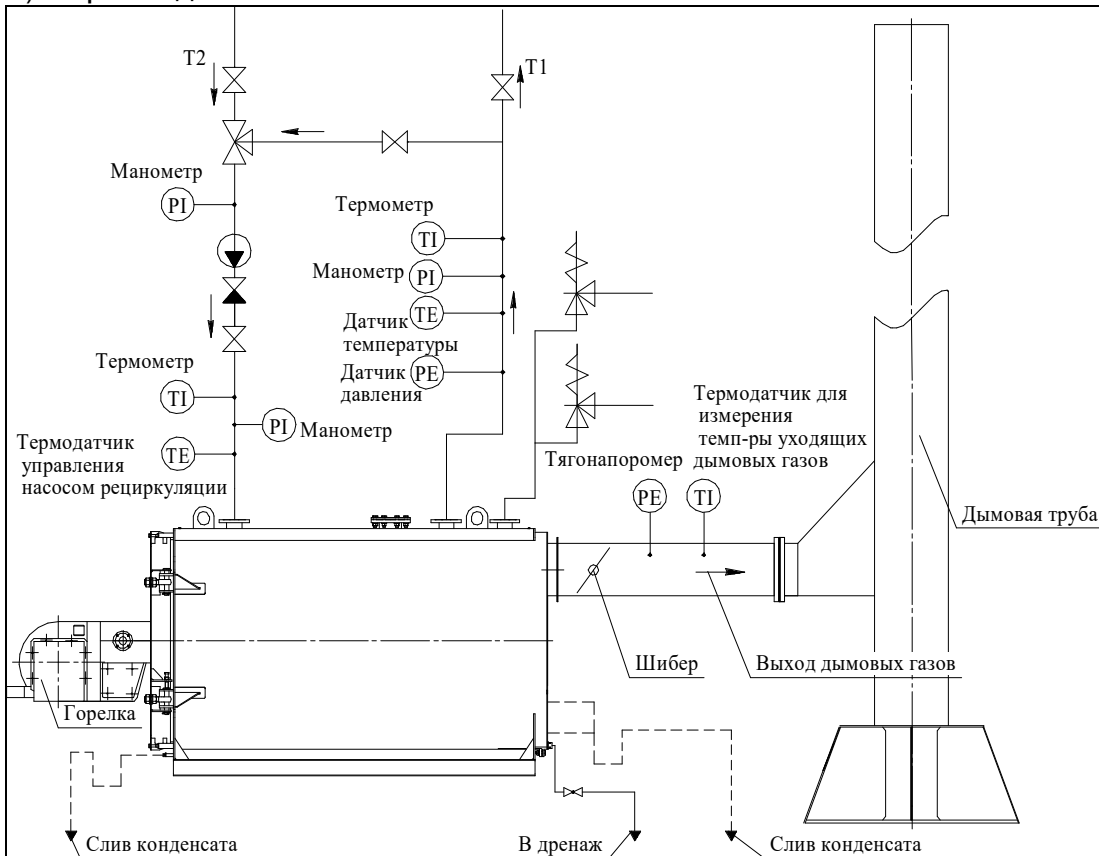 T2
T1
Манометр
PI
Термометр
TI
Манометр
PI
TE
Датчик
температуры
Датчик
давления
PE
Термометр
TI
PI
Манометр
Термодатчик
управления
насосом рециркуляции
TE
Термодатчик для
измерения
темп-ры уходящих
дымовых газов
Тягонапоромер
PE
TI
Дымовая труба
Шибер
Выход дымовых газов
Горелка
Слив конденсата
В дренаж
Слив конденсата